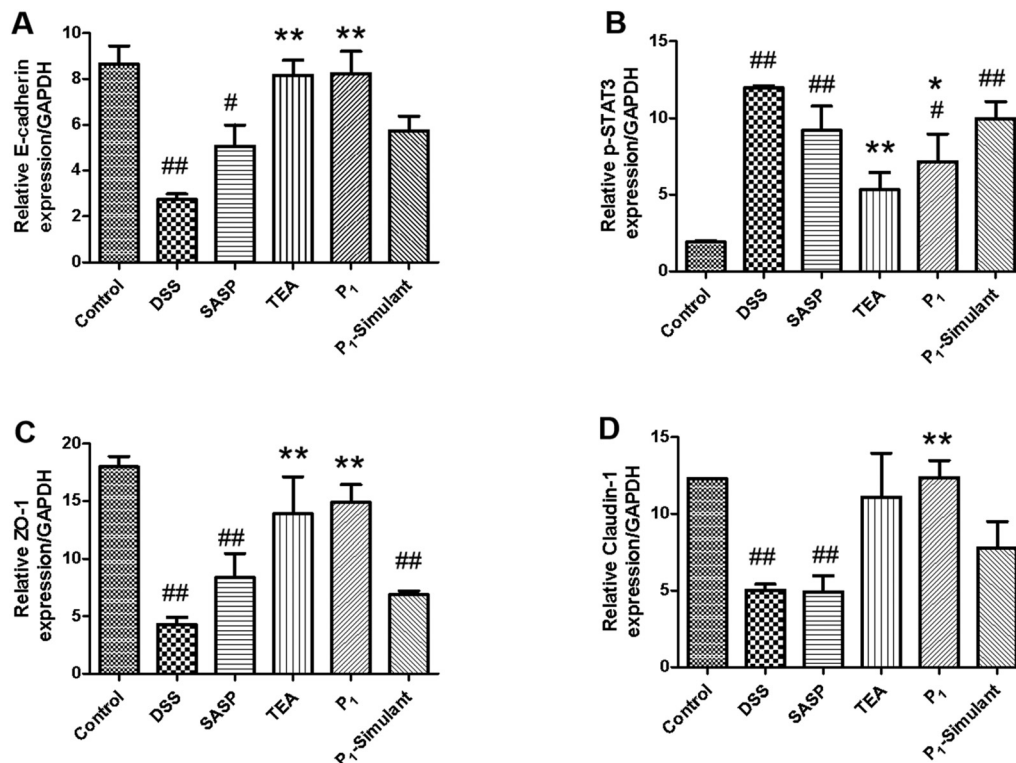 A
Relative E-cadherin
expression/GAPDH
10
8
6
4
2
0
##
#
**
**
Control
DSS
SASP
TEA
P₁
P₁-Simulant
B
Relative p-STAT3
expression/GAPDH
15
10
5
0
##
##
**
*
#
##
Control
DSS
SASP
TEA
P₁
P₁-Simulant
C
Relative ZO-1
expression/GAPDH
20
15
10
5
0
##
##
**
**
##
Control
DSS
SASP
TEA
P₁
P₁-Simulant
D
Relative Claudin-1
expression/GAPDH
15
10
5
0
##
##
**
Control
DSS
SASP
TEA
P₁
P₁-Simulant